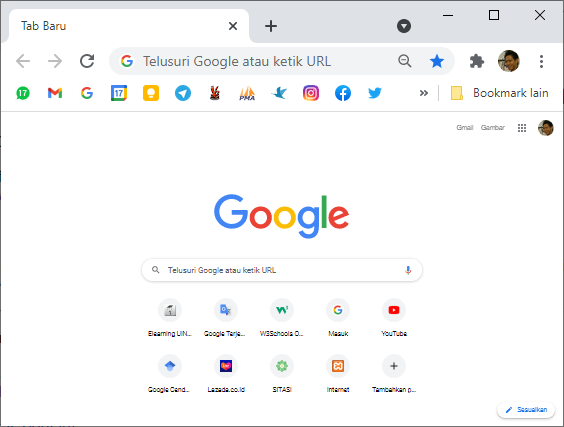 Tab Baru
Telusuri Google atau ketik URL
17
17
PMA
Bookmark lain
Gmail Gambar
Google
Telusuri Google atau ketik URL
Elearning UIN... Google Terje... W3Schools O... Masuk YouTube
Google Cend... Lazada.co.id SITASI Internet Tambahkan p...
Sesuaikan